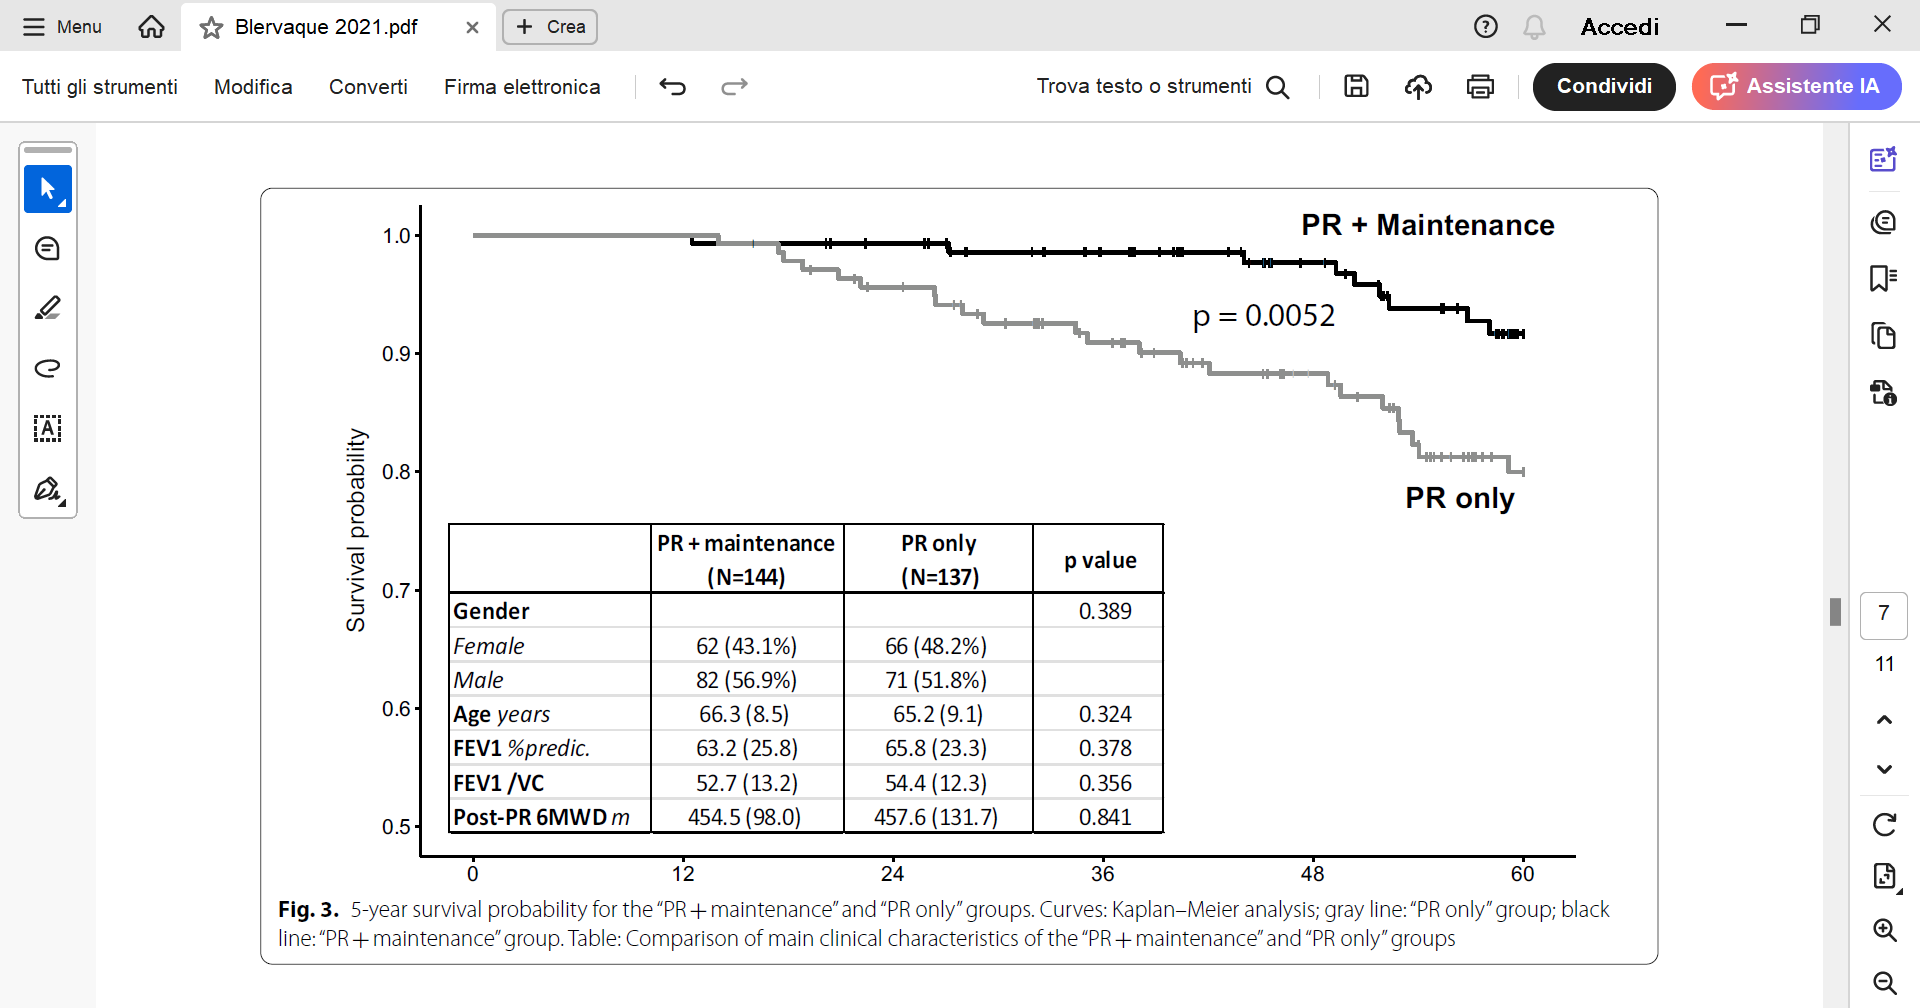 Menu
Blervaque 2021.pdf
Crea
Accedi
Tutti gli strumenti
Modifica
Converti
Firma elettronica
Trova testo o strumenti
Condividi
Assistente IA
PR + Maintenance
p = 0.0052
PR only
Survival probability
1.0
0.9
0.8
0.7
0.6
0.5
PR + maintenance (N=144) PR only (N=137) p value
Gender 0.389
Female 62 (43.1%) 66 (48.2%)
Male 82 (56.9%) 71 (51.8%)
Age years 66.3 (8.5) 65.2 (9.1) 0.324
FEV1 %predic. 63.2 (25.8) 65.8 (23.3) 0.378
FEV1 /VC 52.7 (13.2) 54.4 (12.3) 0.356
Post-PR 6MWD m 454.5 (98.0) 457.6 (131.7) 0.841
0 12 24 36 48 60
Fig. 3. 5-year survival probability for the “PR + maintenance” and “PR only” groups. Curves: Kaplan–Meier analysis; gray line: “PR only” group; black
line: “PR + maintenance” group. Table: Comparison of main clinical characteristics of the “PR + maintenance” and “PR only” groups
7
11